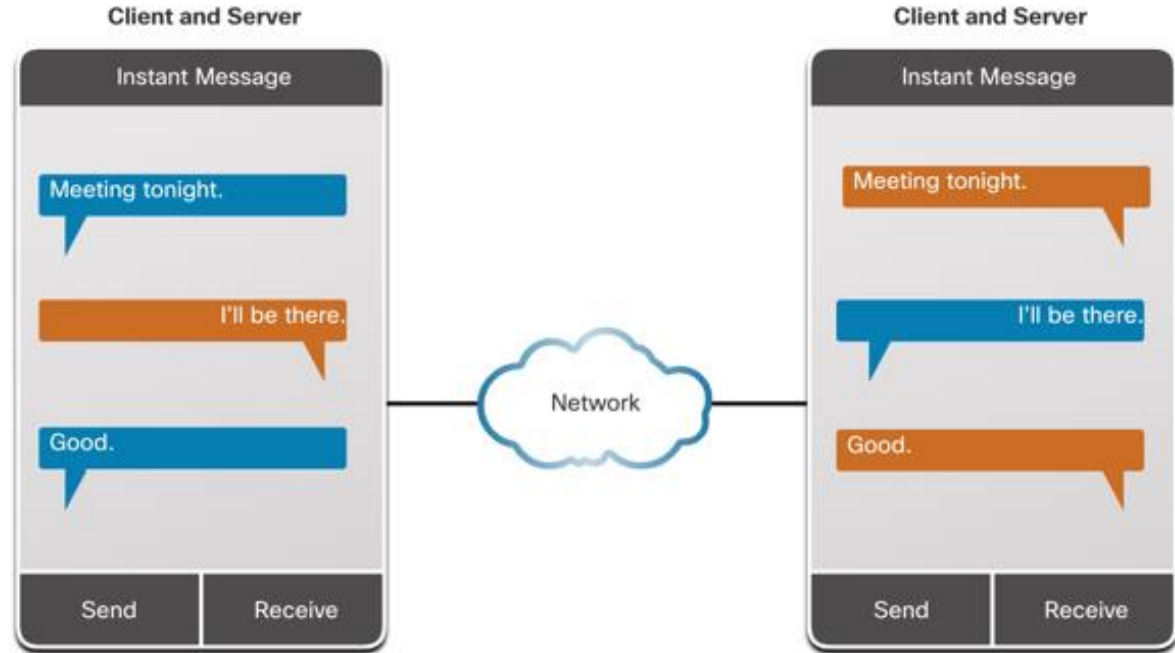 Client and Server
Instant Message
Meeting tonight.
I'll be there.
Good.
Send
Receive
Network
Client and Server
Instant Message
Meeting tonight.
I'll be there.
Good.
Send
Receive